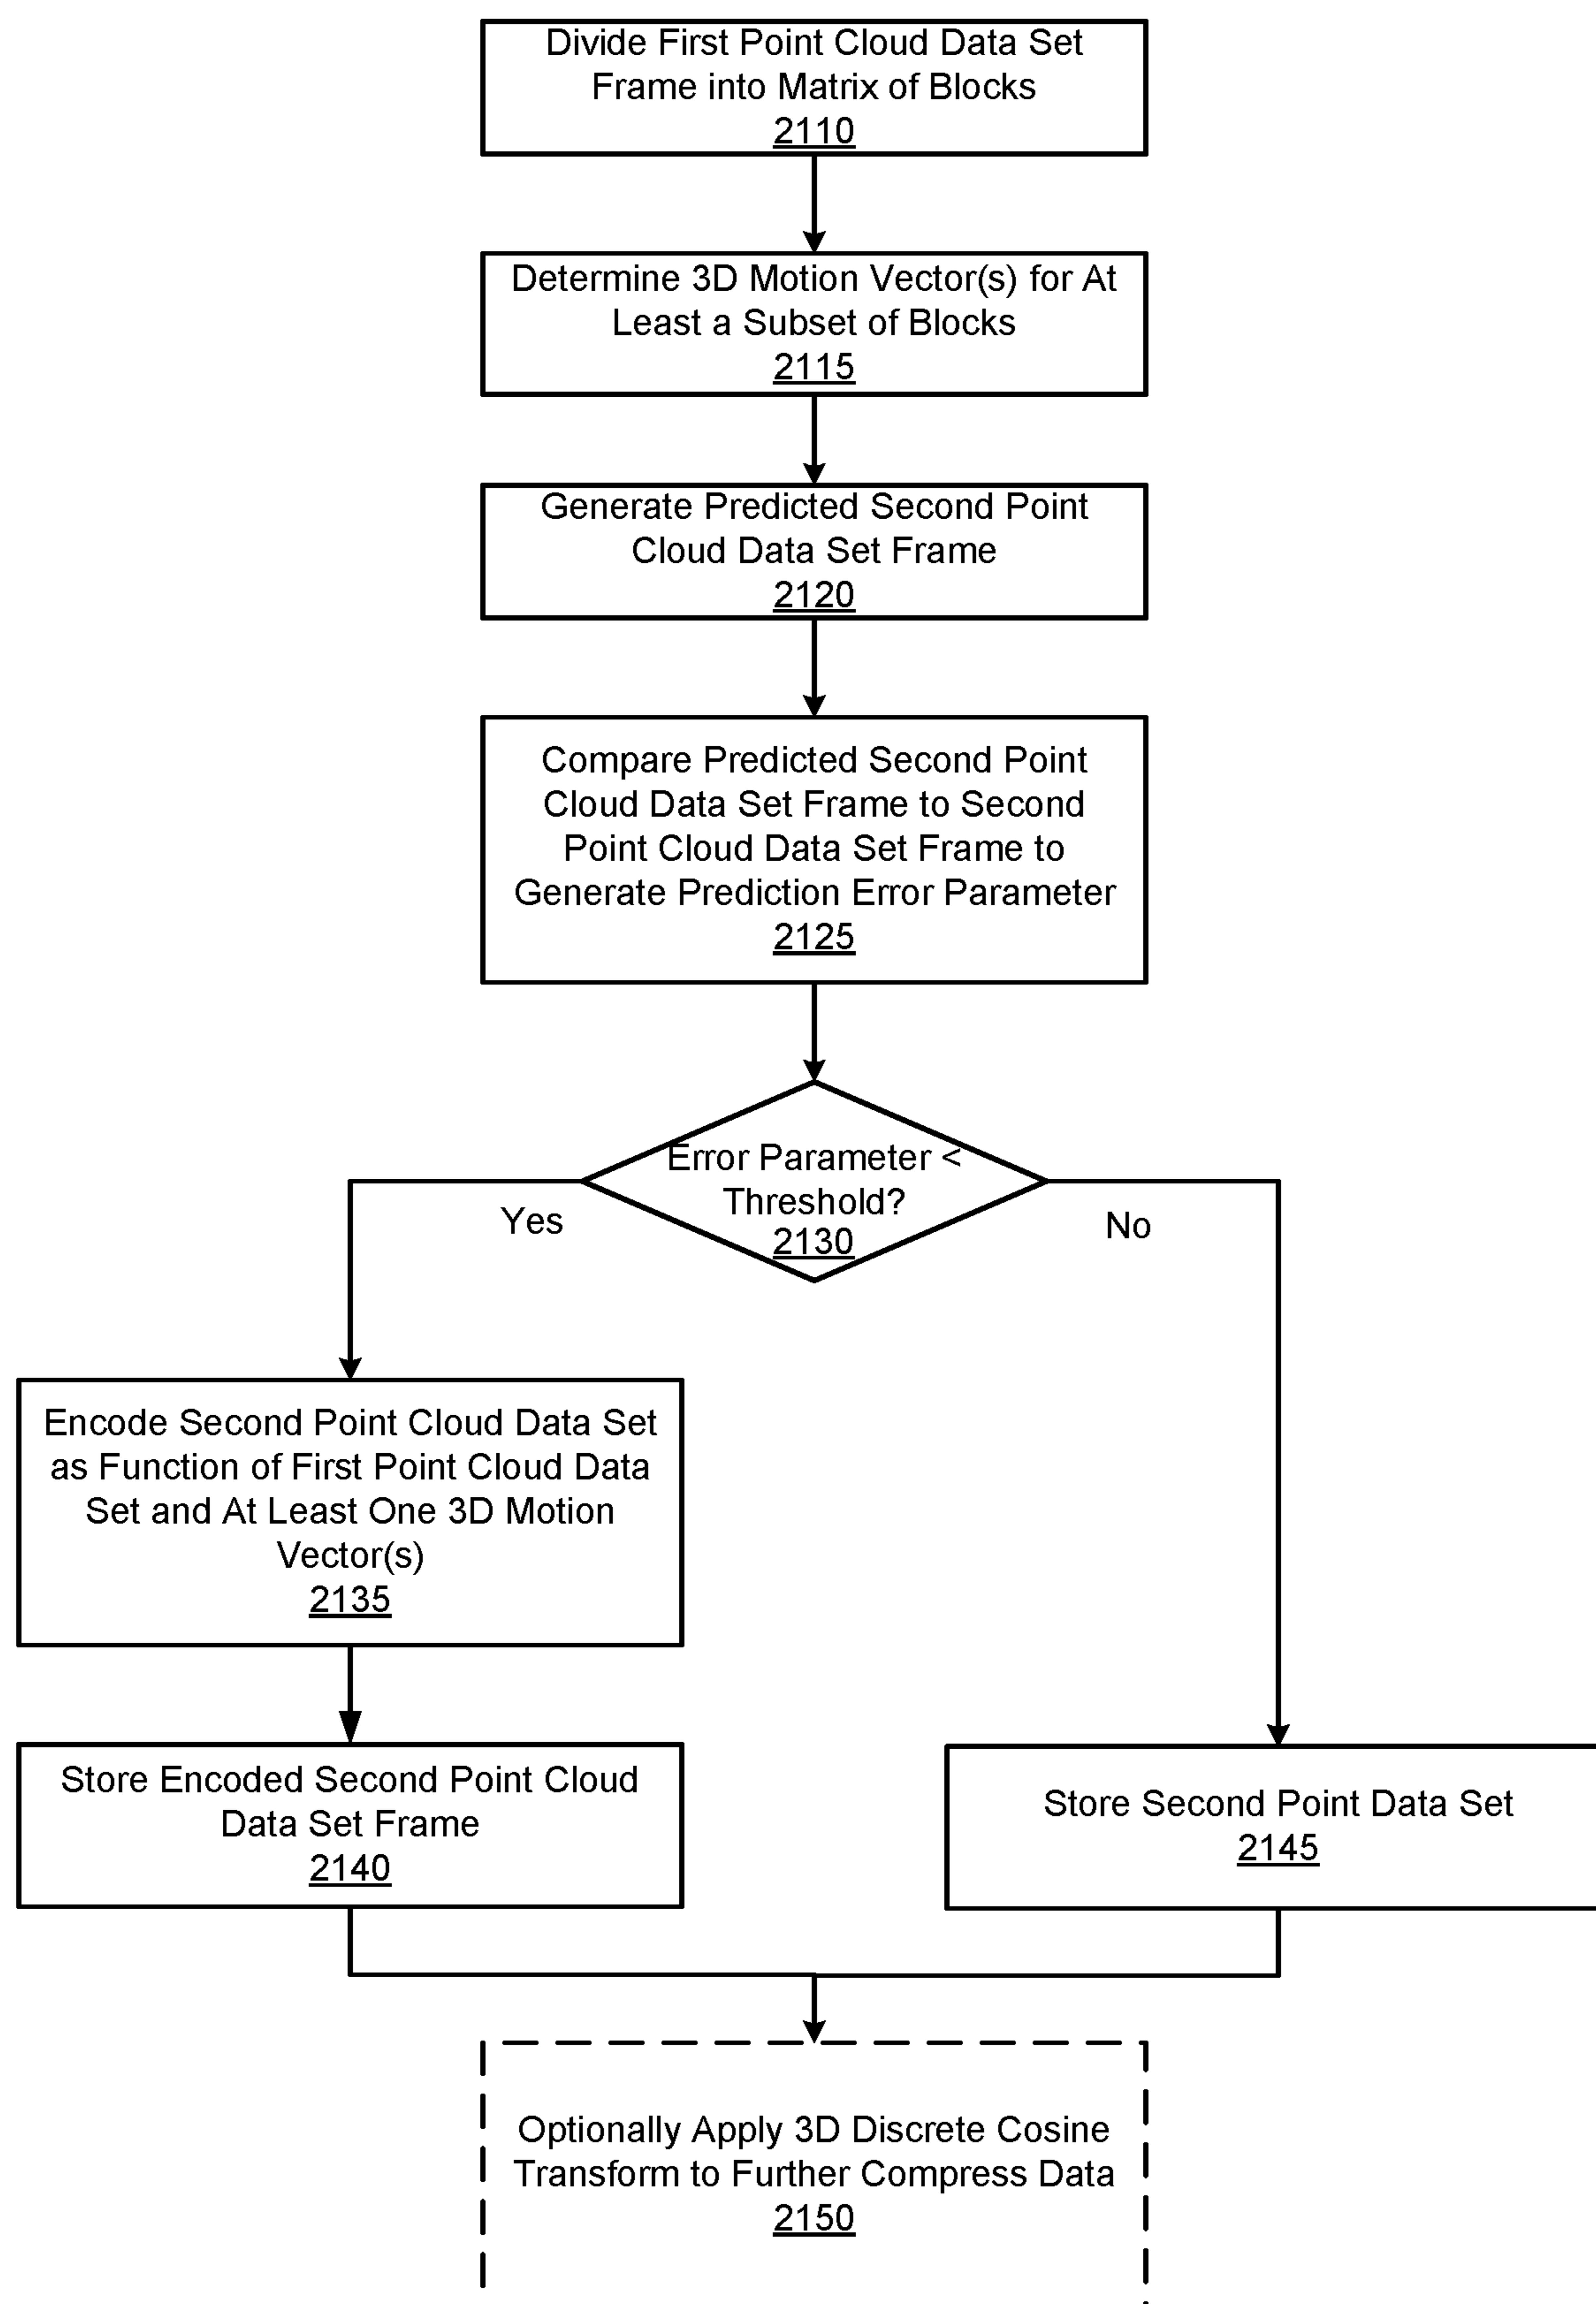 Divide First Point Cloud Data Set
Frame into Matrix of Blocks
2110
Determine 3D Motion Vector(s) for At
Least a Subset of Blocks
2115
Generate Predicted Second Point
Cloud Data Set Frame
2120
Compare Predicted Second Point
Cloud Data Set Frame to Second
Point Cloud Data Set Frame to
Generate Prediction Error Parameter
2125
Error Parameter <
Threshold?
2130
Yes
No
Encode Second Point Cloud Data Set
as Function of First Point Cloud Data
Set and At Least One 3D Motion
Vector(s)
2135
Store Encoded Second Point Cloud
Data Set Frame
2140
Store Second Point Data Set
2145
Optionally Apply 3D Discrete Cosine
Transform to Further Compress Data
2150